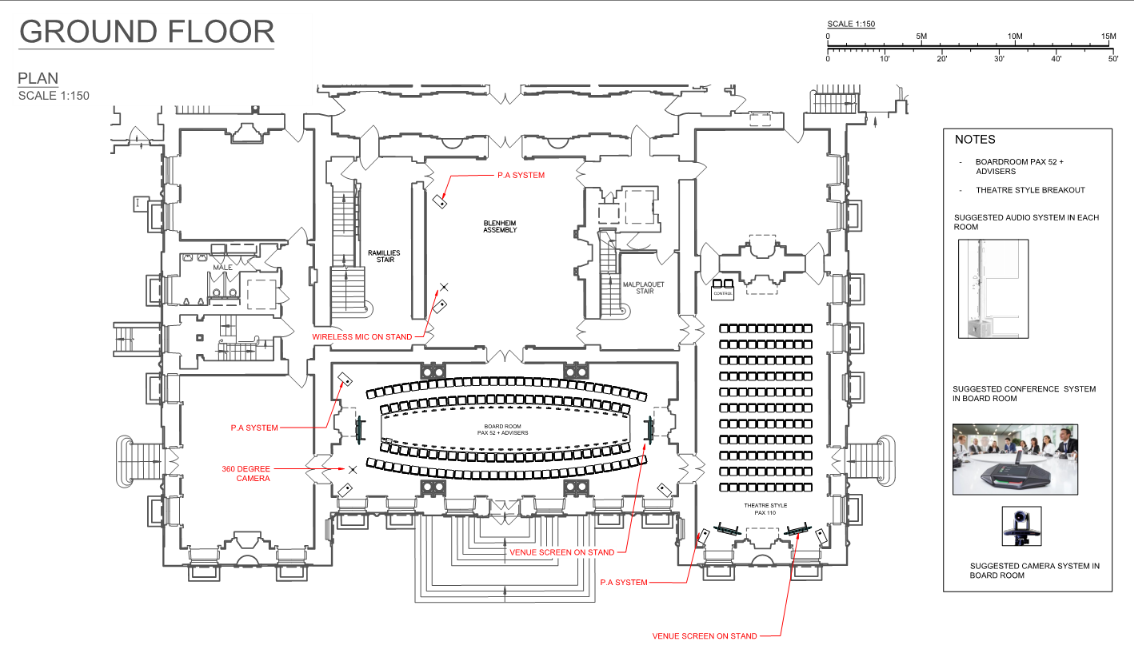 GROUND FLOOR
PLAN
SCALE 1:150
SCALE 1:150
0 5M 10M 15M
0 10' 20' 30' 40' 50'
P.A SYSTEM
BLENHEIM
ASSEMBLY
RAMILLIES
STAIR
MALE
MALPLAQUET
STAIR
CONTROL
WIRELESS MIC ON STAND
P.A SYSTEM
BOARD ROOM
PAX 52 + ADVISERS
360 DEGREE
CAMERA
THEATRE STYLE
PAX 110
VENUE SCREEN ON STAND
P.A SYSTEM
VENUE SCREEN ON STAND
NOTES
- BOARDROOM PAX 52 +
ADVISERS
- THEATRE STYLE BREAKOUT
SUGGESTED AUDIO SYSTEM IN EACH
ROOM
SUGGESTED CONFERENCE SYSTEM
IN BOARD ROOM
SUGGESTED CAMERA SYSTEM IN
BOARD ROOM